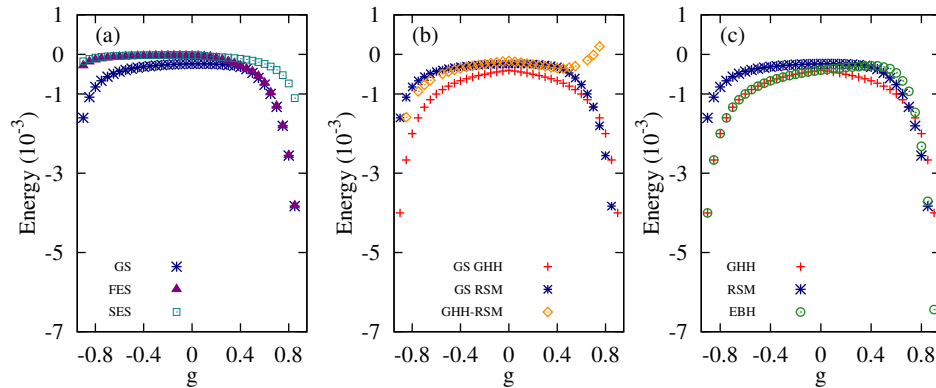 (a)
(b)
(c)
1
0
-1
-3
-5
-7
Energy (10⁻³)
GS
FES
SES
-0.8
-0.4
0
0.4
0.8
g
1
0
-1
-3
-5
-7
Energy (10⁻³)
GS GHH
GS RSM
GHH-RSM
-0.8
-0.4
0
0.4
0.8
g
1
0
-1
-3
-5
-7
Energy (10⁻³)
GHH
RSM
EBH
-0.8
-0.4
0
0.4
0.8
g